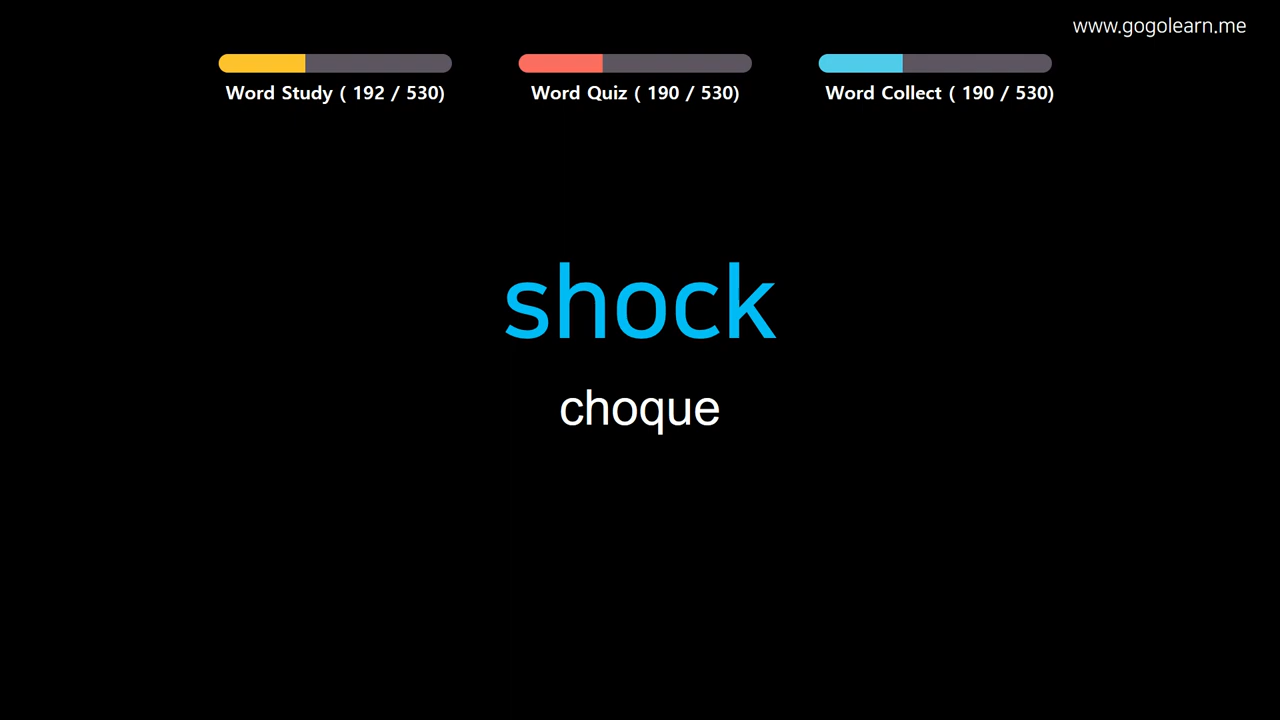 www.gogolearn.me
Word Study ( 192 / 530)
Word Quiz ( 190 / 530)
Word Collect ( 190 / 530)
shock
choque